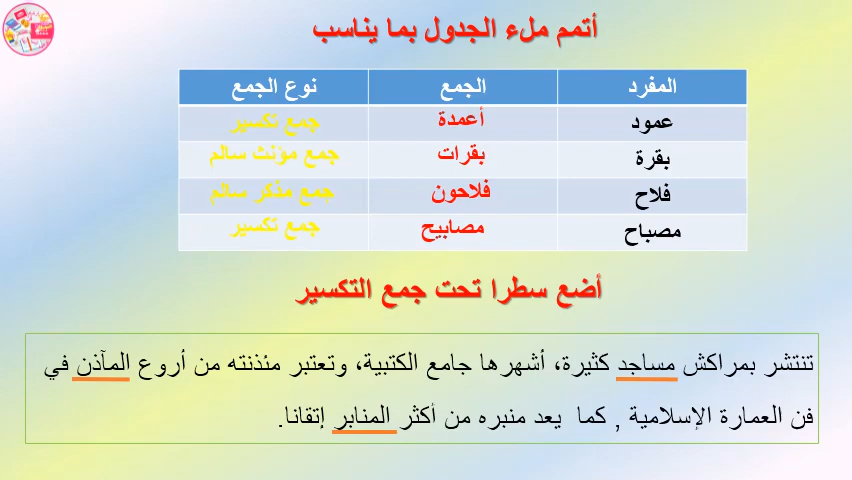 أتمم ملء الجدول بما يناسب
المفرد الجمع نوع الجمع
عمود أعمدة جمع تكسير
بقرة بقرات جمع مؤنث سالم
فلاح فلاحون جمع مذكر سالم
مصباح مصابيح جمع تكسير
أضع سطرا تحت جمع التكسير
تنتشر بمراكش مساجد كثيرة، أشهرها جامع الكتبية، وتعتبر مئذنته من أروع المآذن في
فن العمارة الإسلامية , كما يعد منبره من أكثر المنابر إتقانا.